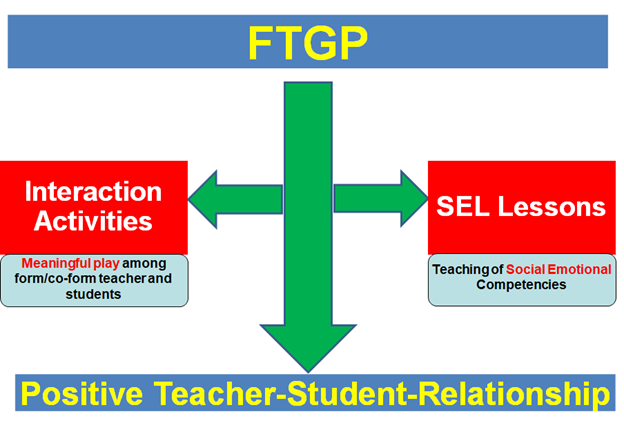 FTGP
Interaction
Activities
Meaningful play among
form/co-form teacher and
students
SEL Lessons
Teaching of Social Emotional
Competencies
Positive Teacher-Student-Relationship